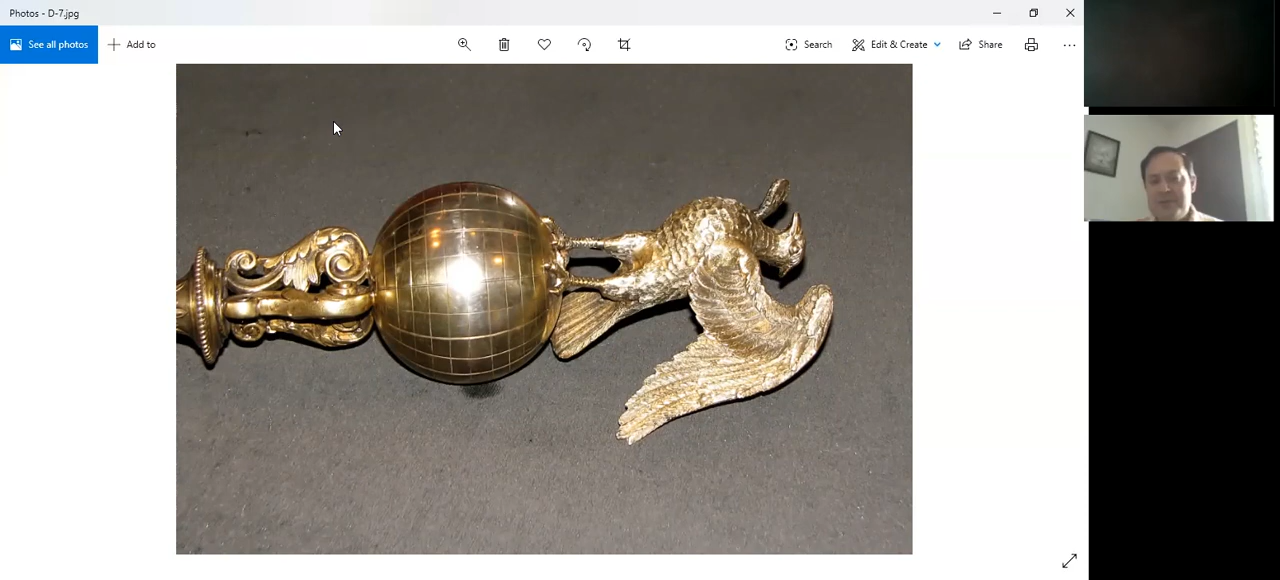 Photos - D-7.jpg
See all photos
Add to
Search
Edit & Create
Share